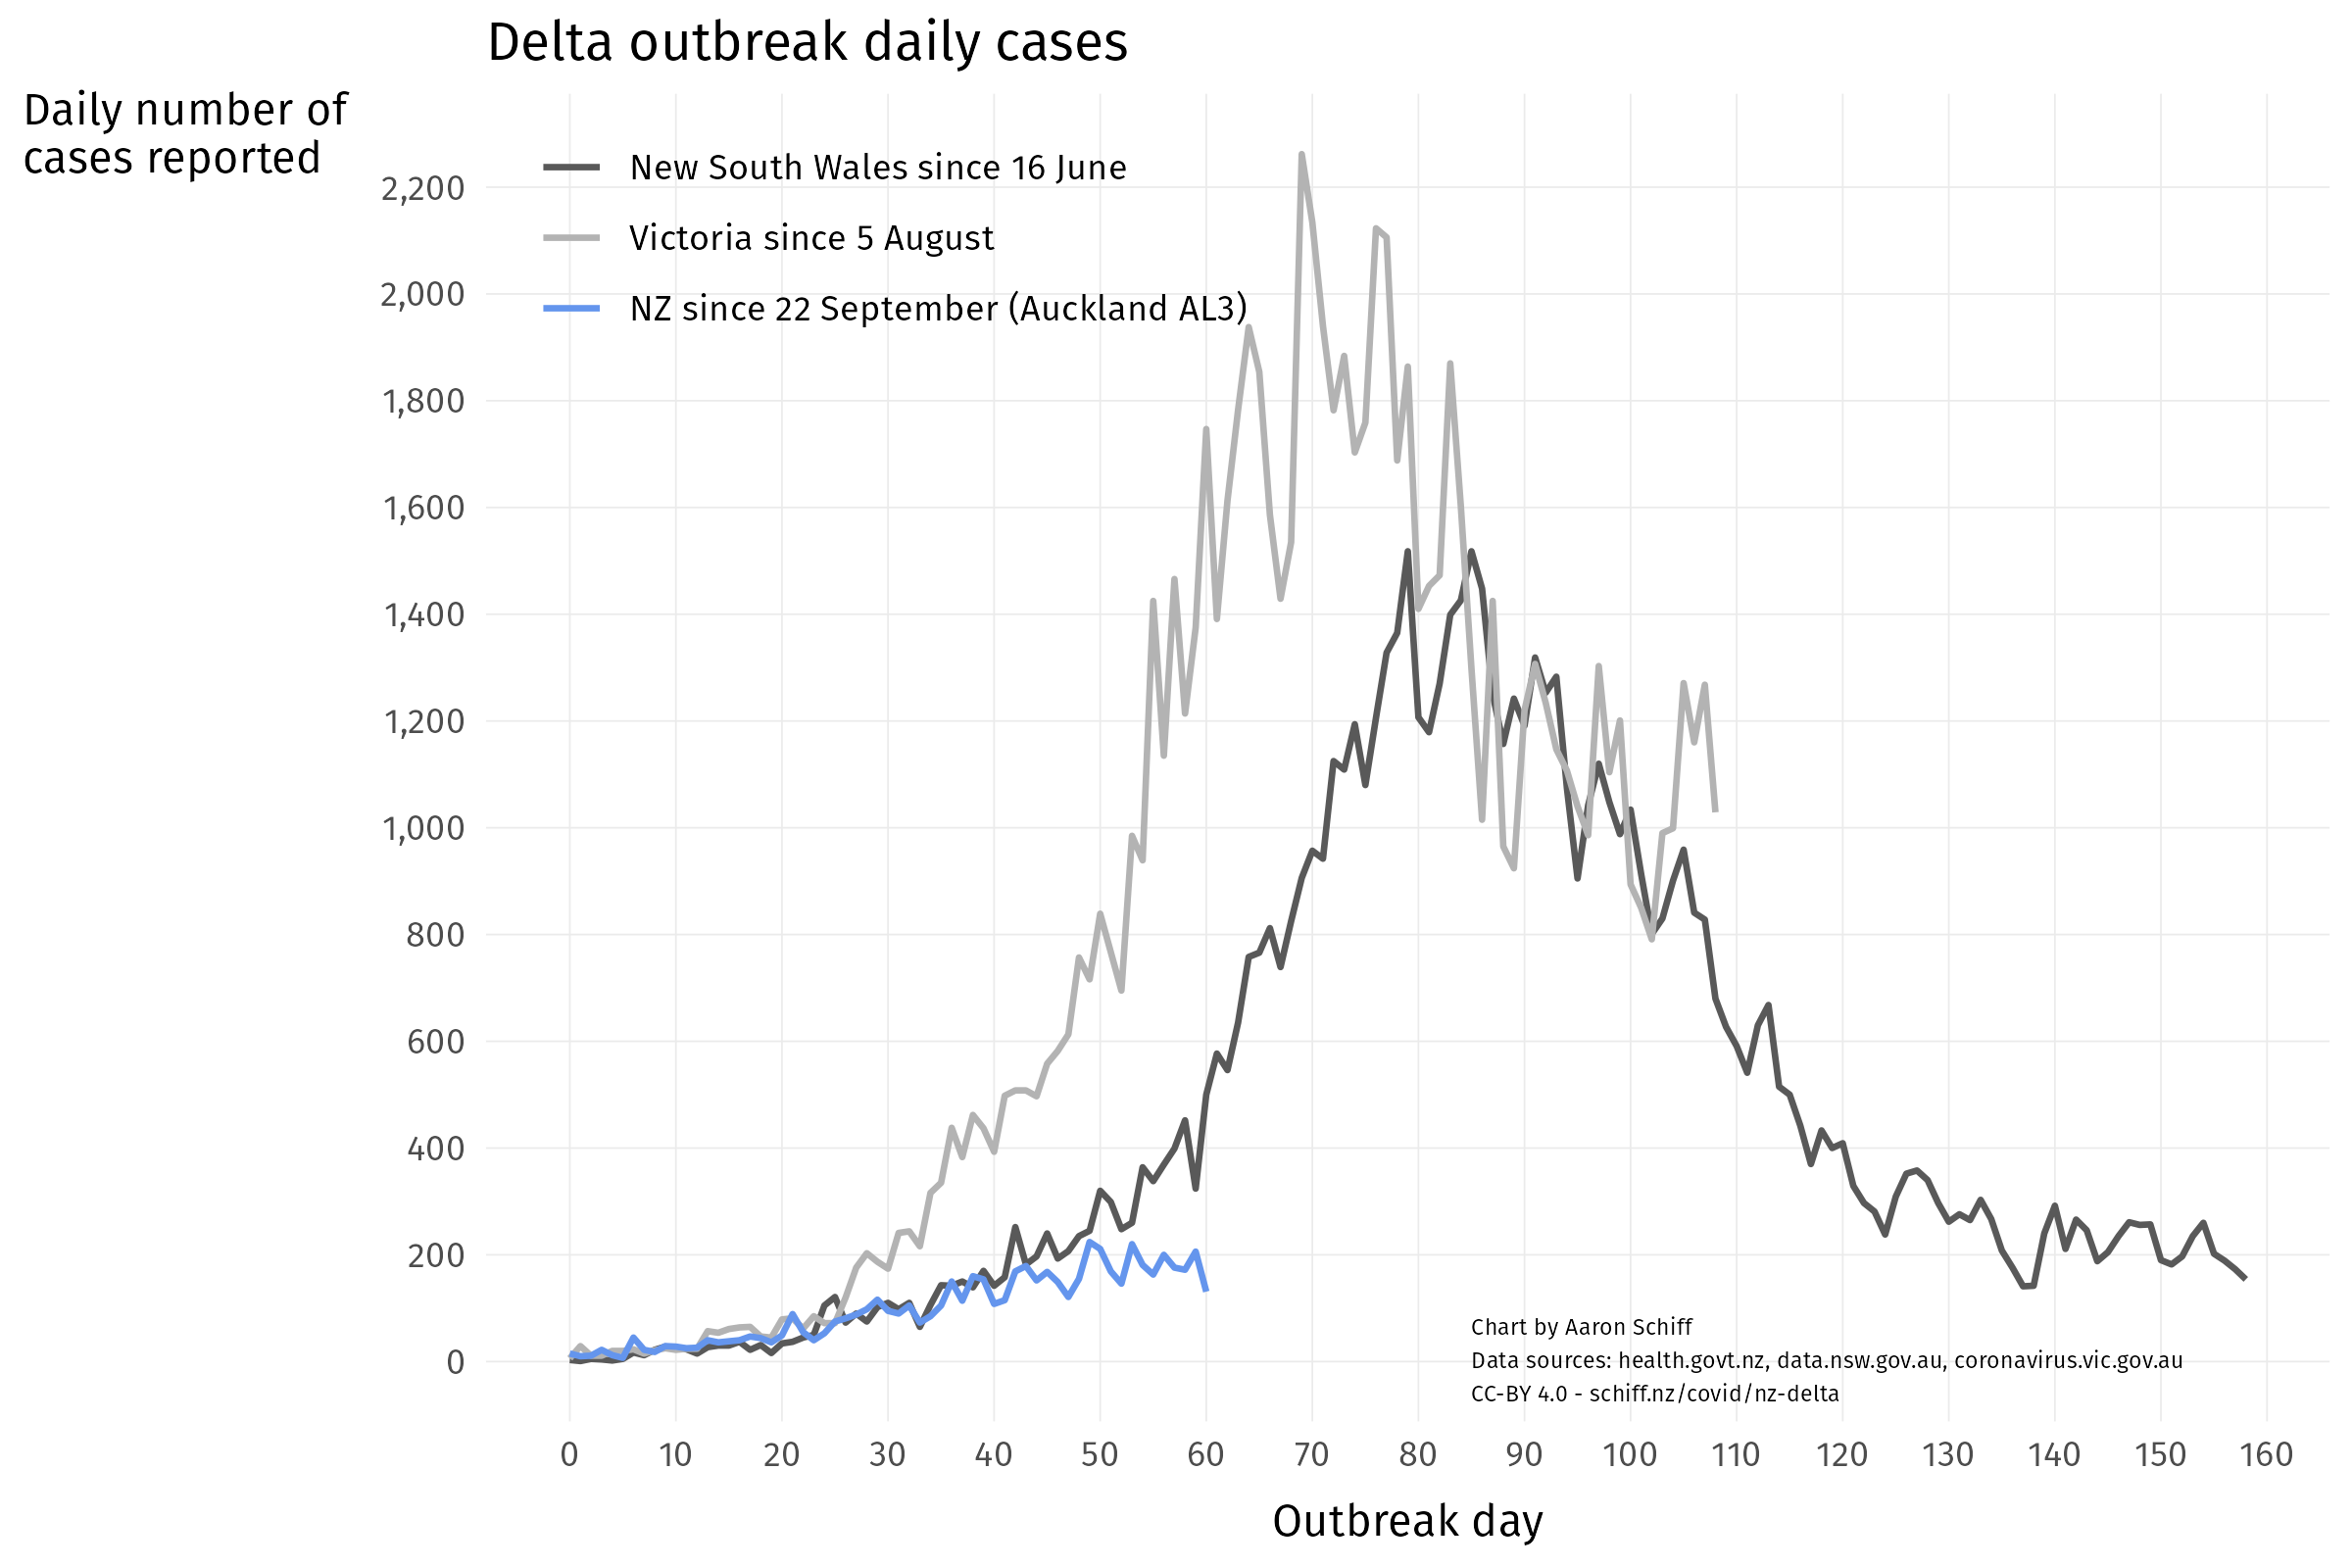 Delta outbreak daily cases
Daily number of
cases reported
New South Wales since 16 June
Victoria since 5 August
NZ since 22 September (Auckland AL3)
2,200
2,000
1,800
1,600
1,400
1,200
1,000
800
600
400
200
0
Chart by Aaron Schiff
Data sources: health.govt.nz, data.nsw.gov.au, coronavirus.vic.gov.au
CC-BY 4.0 - schiff.nz/covid/nz-delta
0 10 20 30 40 50 60 70 80 90 100 110 120 130 140 150 160
Outbreak day